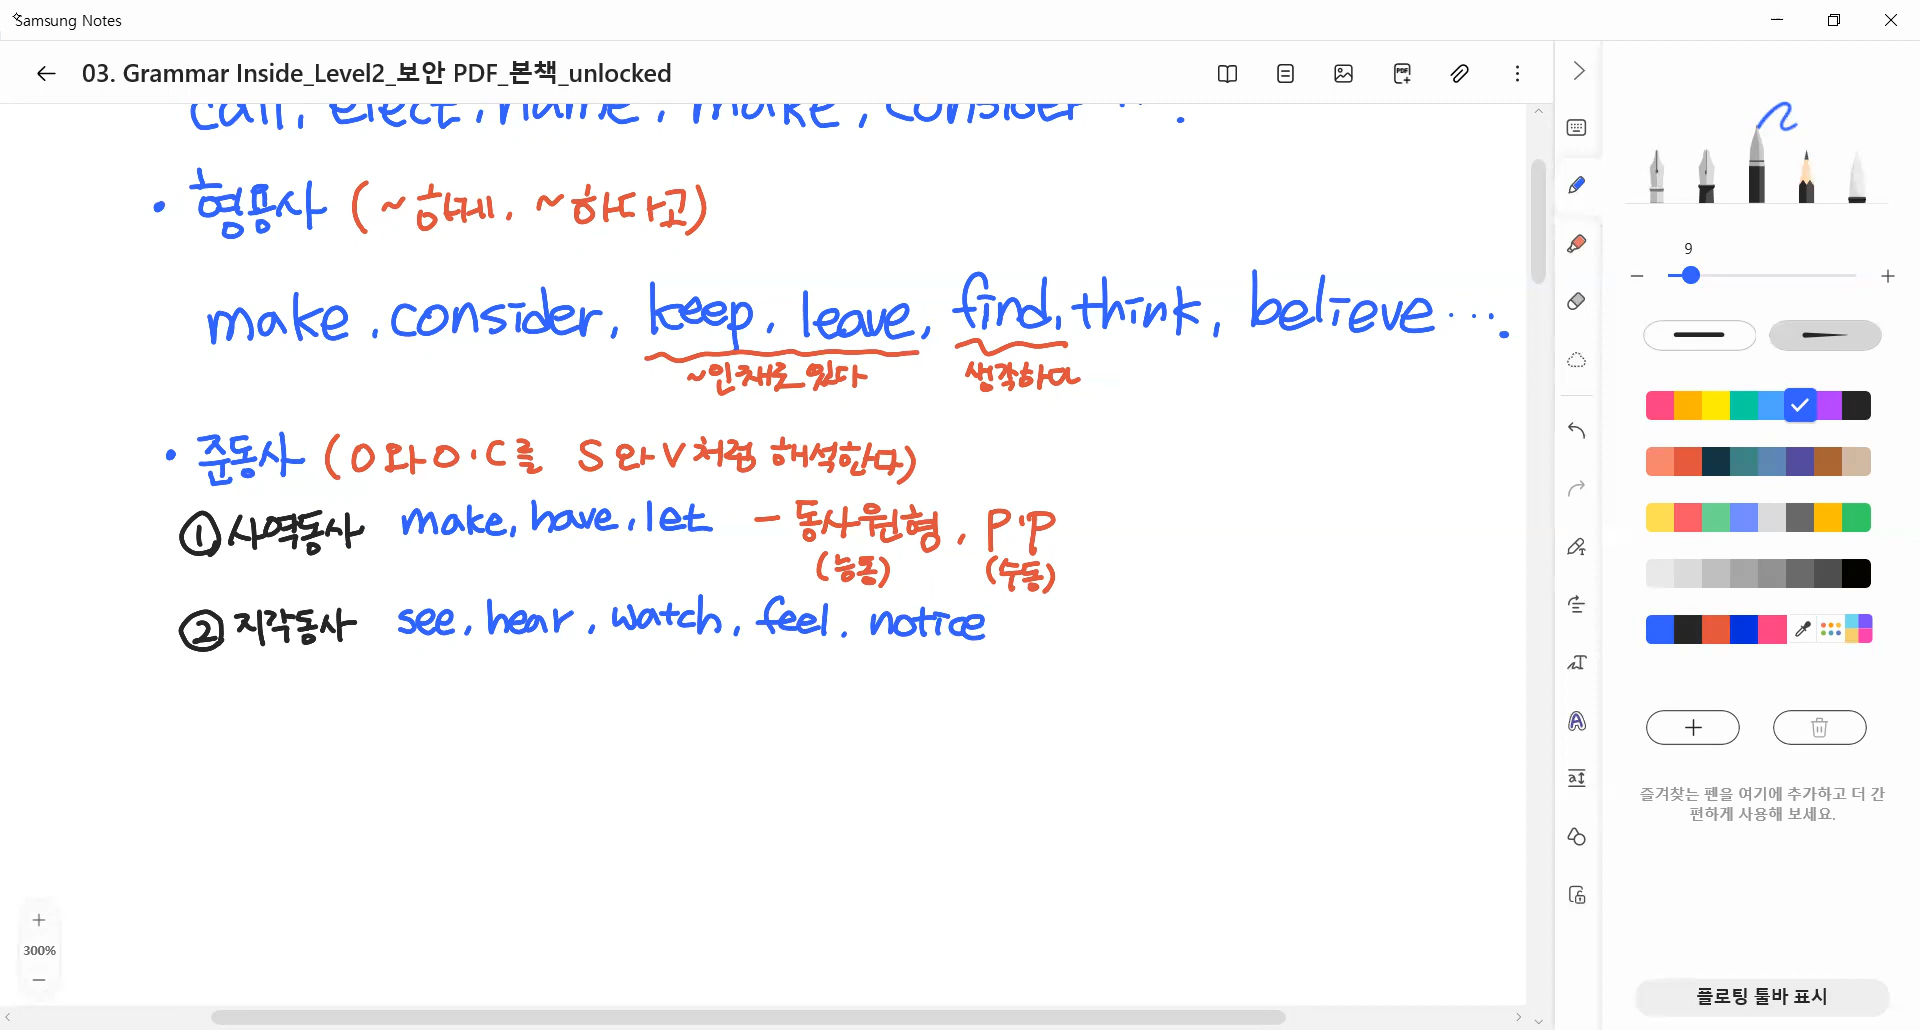 Samsung Notes
03. Grammar Inside_Level2_보안 PDF_본책_unlocked
call, elect, name, make, consider ….
• 형용사 (~하게, ~하다고)
make, consider, keep, leave, find, think, believe ….
~인채로 있다 생각하다
• 준동사 (O와 O·C를 S와 V처럼 해석한다)
① 사역동사 make, have, let - 동사원형, P·P
(능동) (수동)
② 지각동사 see, hear, watch, feel, notice
9
즐겨찾는 펜을 여기에 추가하고 더 간
편하게 사용해 보세요.
300%
플로팅 툴바 표시